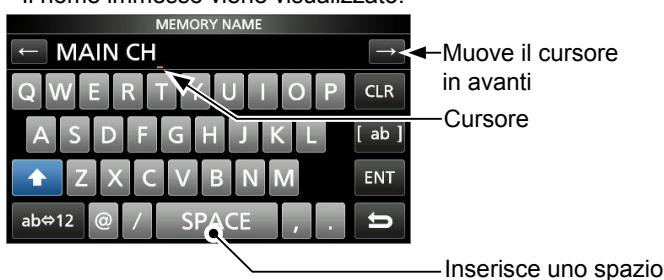 Il nome immesso viene visualizzato.
MEMORY NAME
← MAIN CH_ →
Muove il cursore
in avanti
Q W E R T Y U I O P CLR
Cursore
A S D F G H J K L [ ab ]
Z X C V B N M ENT
ab⇔12 @ / SPACE , .
Inserisce uno spazio